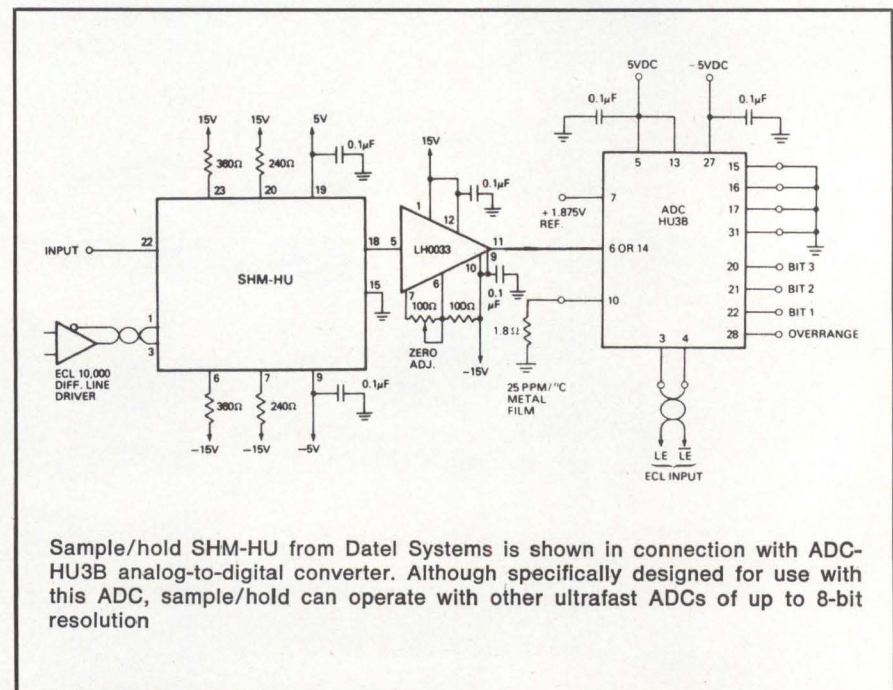 5VDC
-5VDC
0.1µF
0.1µF
15V
15V
5V
360Ω
240Ω
0.1µF
23
20
19
15V
0.1µF
1
12
5
13
27
15
16
17
31
7
+ 1.875V
REF.
ADC
HU3B
INPUT
22
SHM-HU
18
5
LH0033
11
10
9
6 OR 14
15
7
6
0.1
µF
100Ω
100Ω
ZERO
ADJ.
-15V
10
1.8Ω
20
BIT 3
21
BIT 2
22
BIT 1
28
OVERRANGE
3
4
1
3
ECL 10,000
DIFF. LINE
DRIVER
6
7
9
0.1µF
360Ω
240Ω
-15V
-15V
-5V
25 PPM/°C
METAL
FILM
LE
LE
ECL INPUT
Sample/hold SHM-HU from Datel Systems is shown in connection with ADC-
HU3B analog-to-digital converter. Although specifically designed for use with
this ADC, sample/hold can operate with other ultrafast ADCs of up to 8-bit
resolution